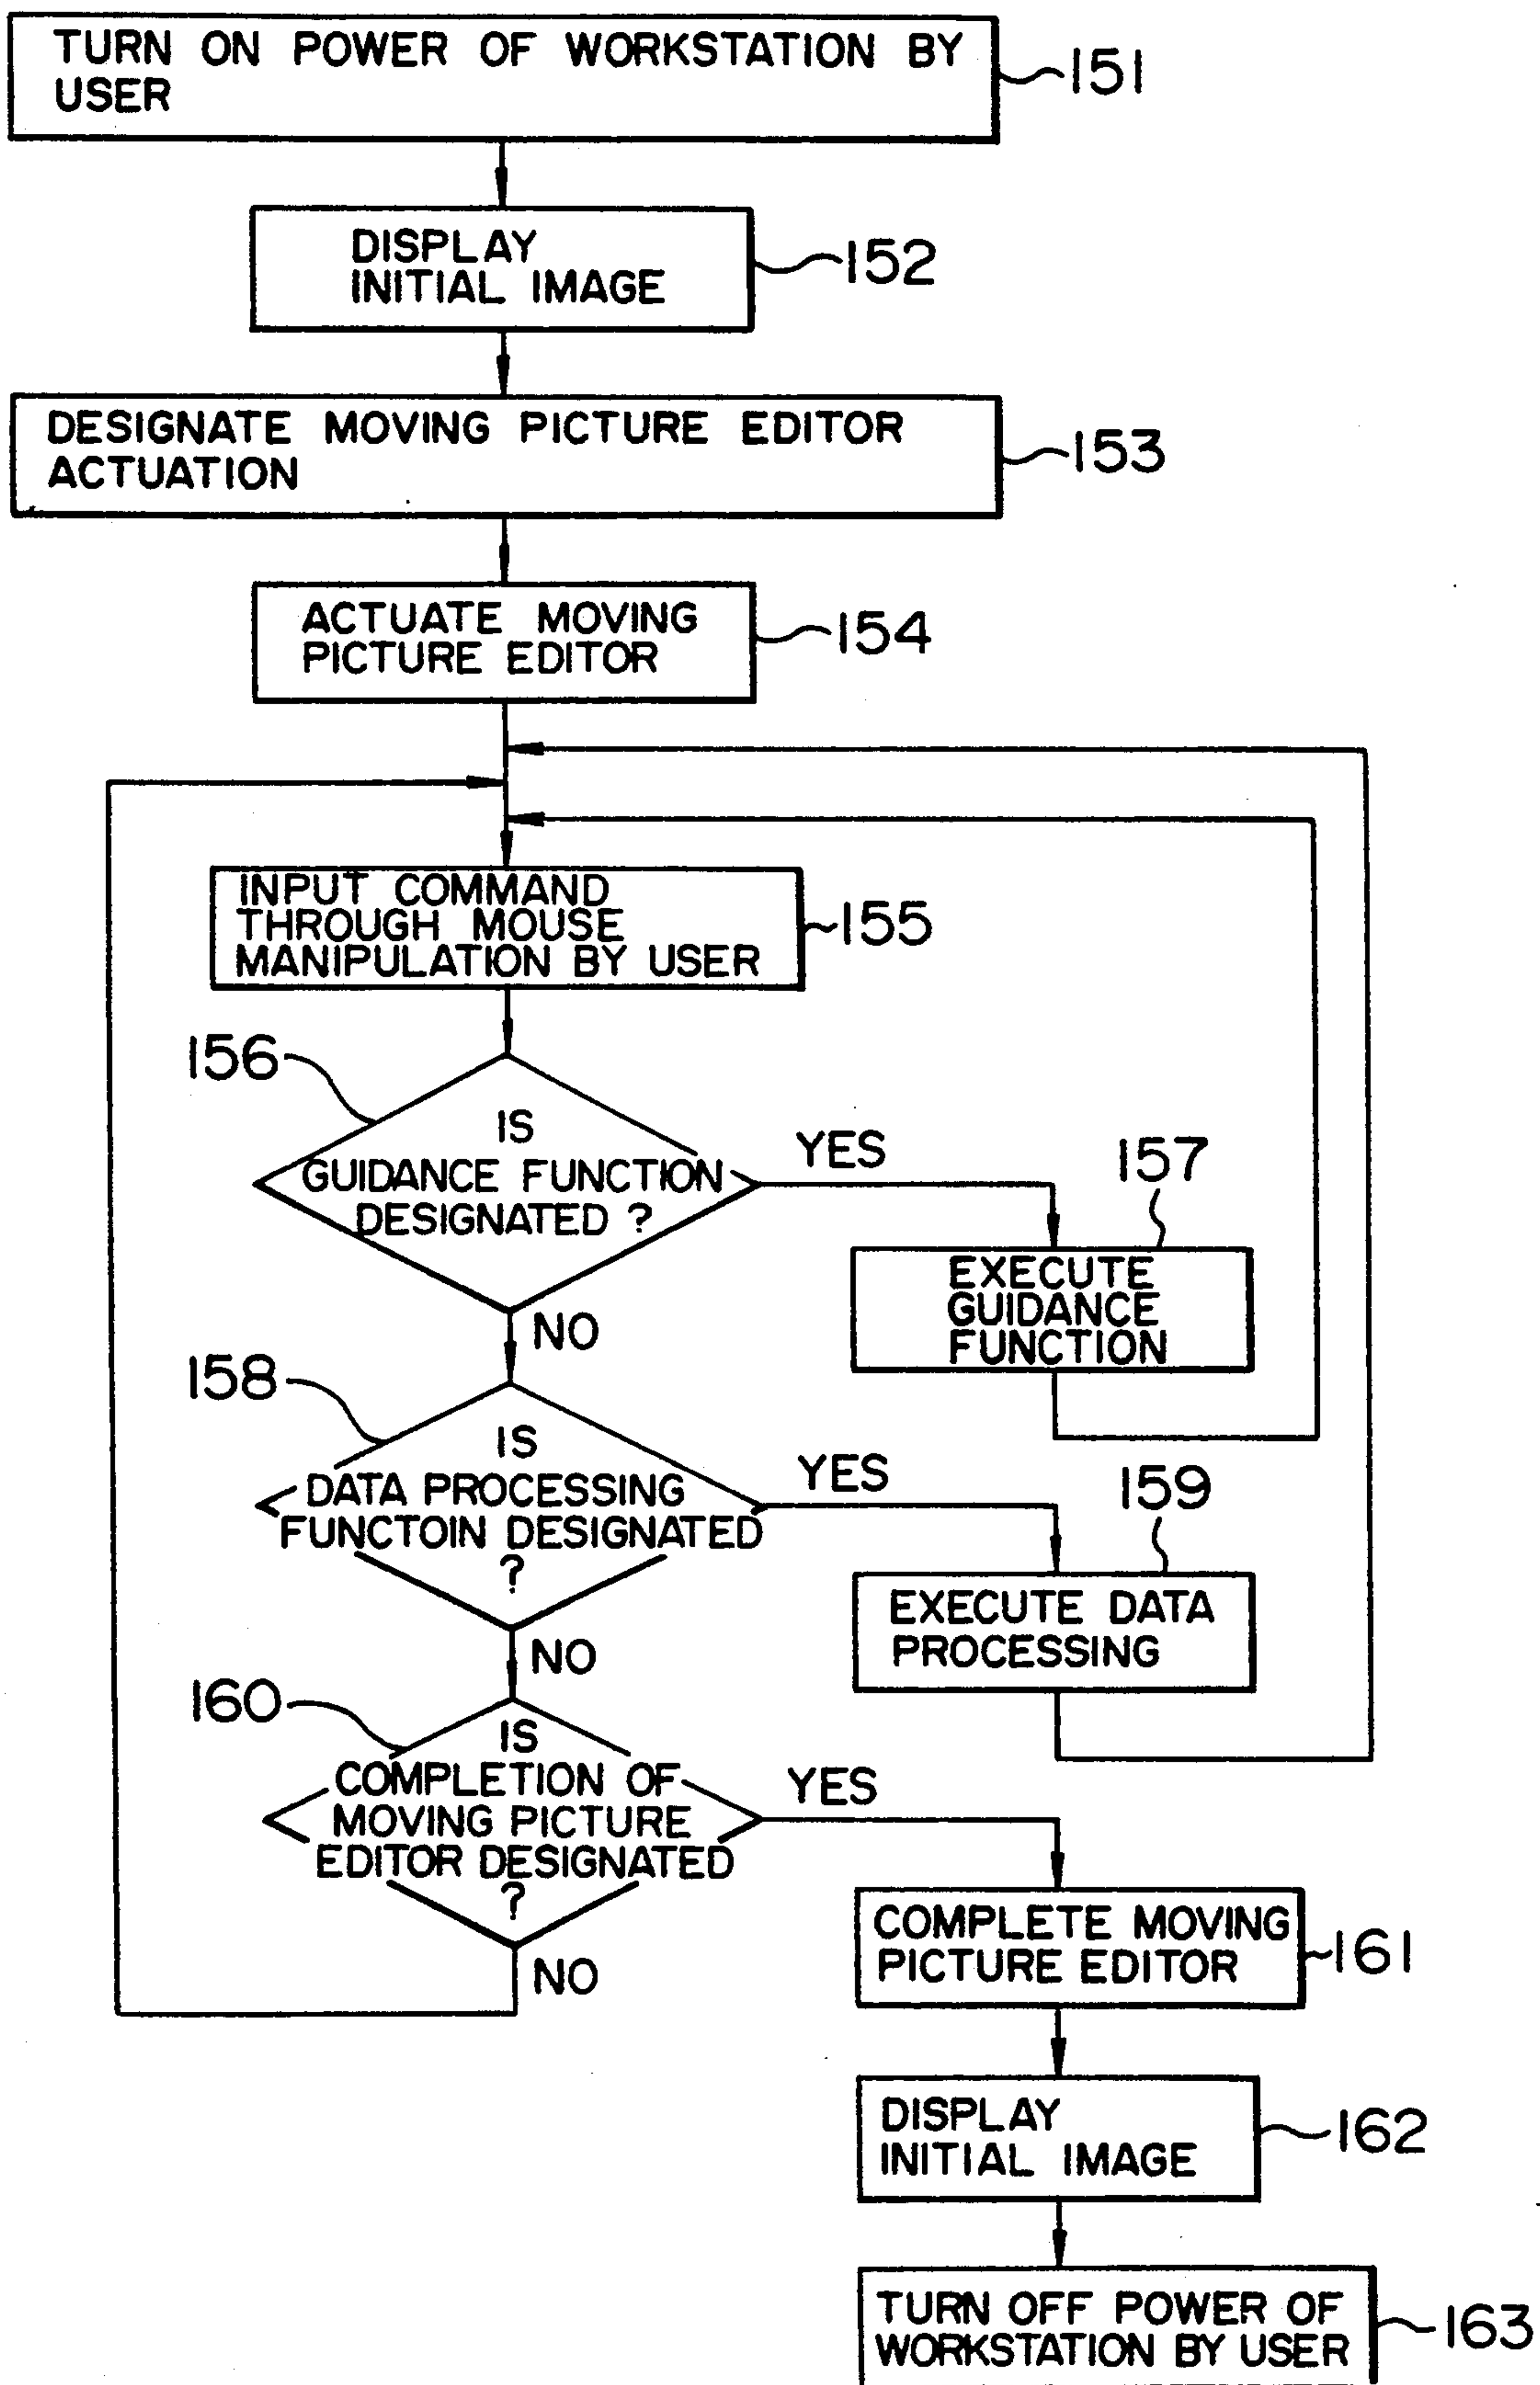 TURN ON POWER OF WORKSTATION BY
USER
151
DISPLAY
INITIAL IMAGE
152
DESIGNATE MOVING PICTURE EDITOR
ACTUATION
153
ACTUATE MOVING
PICTURE EDITOR
154
INPUT COMMAND
THROUGH MOUSE
MANIPULATION BY USER
155
156
IS
GUIDANCE FUNCTION
DESIGNATED ?
YES
NO
157
EXECUTE
GUIDANCE
FUNCTION
158
IS
DATA PROCESSING
FUNCTOIN DESIGNATED
?
YES
NO
159
EXECUTE DATA
PROCESSING
160
IS
COMPLETION OF
MOVING PICTURE
EDITOR DESIGNATED
?
YES
NO
COMPLETE MOVING
PICTURE EDITOR
161
DISPLAY
INITIAL IMAGE
162
TURN OFF POWER OF
WORKSTATION BY USER
163